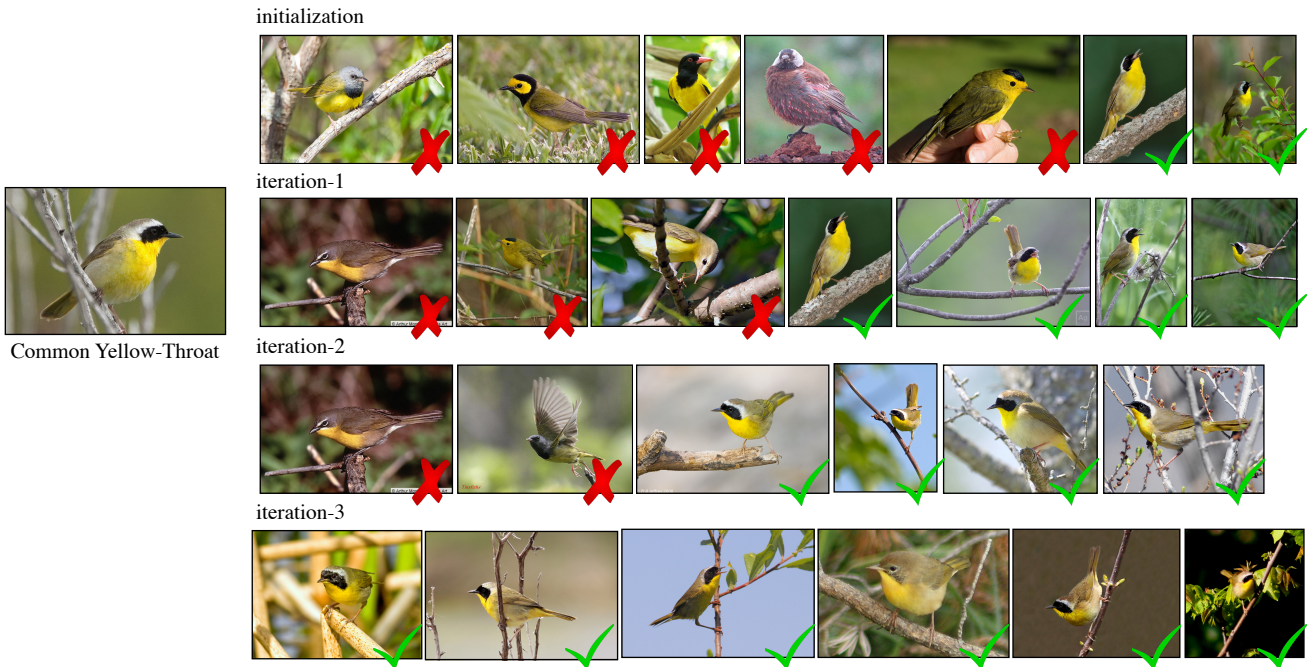 initialization
iteration-1
Common Yellow-Throat
iteration-2
iteration-3